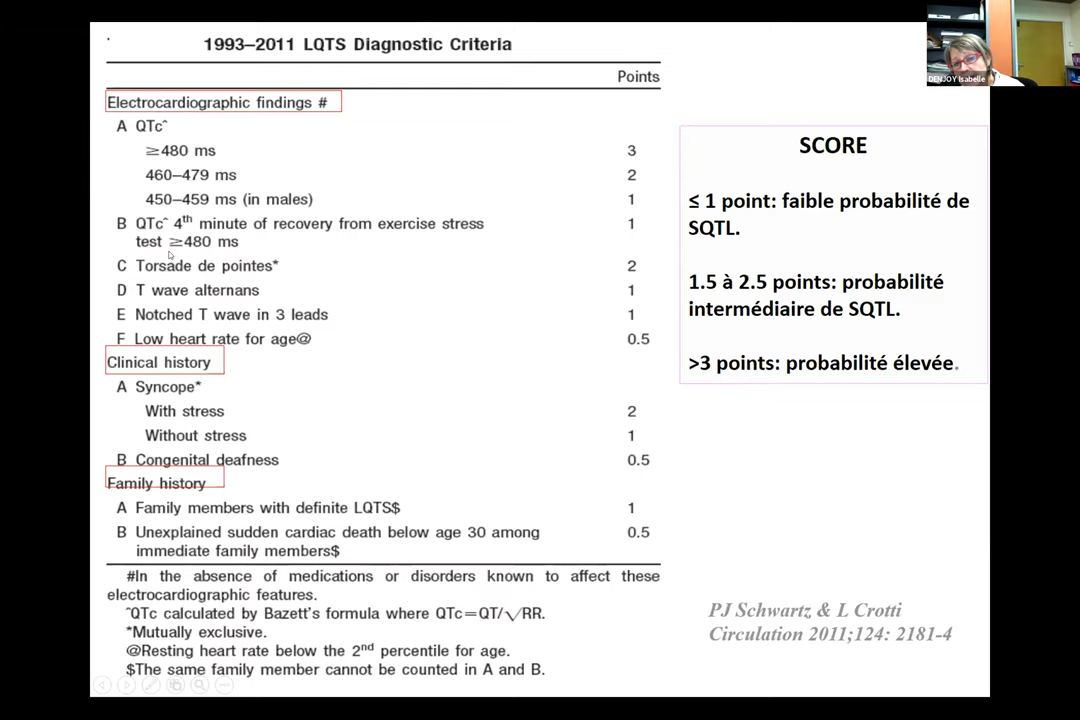 1993–2011 LQTS Diagnostic Criteria
Points
Electrocardiographic findings #
A QTc^
≥480 ms 3
460–479 ms 2
450–459 ms (in males) 1
B QTc^ 4th minute of recovery from exercise stress 1
test ≥480 ms
C Torsade de pointes* 2
D T wave alternans 1
E Notched T wave in 3 leads 1
F Low heart rate for age@ 0.5
Clinical history
A Syncope*
With stress 2
Without stress 1
B Congenital deafness 0.5
Family history
A Family members with definite LQTS$ 1
B Unexplained sudden cardiac death below age 30 among 0.5
immediate family members$
#In the absence of medications or disorders known to affect these
electrocardiographic features.
^QTc calculated by Bazett's formula where QTc=QT/√RR.
*Mutually exclusive.
@Resting heart rate below the 2nd percentile for age.
$The same family member cannot be counted in A and B.
DENJOY Isabelle
SCORE
≤ 1 point: faible probabilité de
SQTL.
1.5 à 2.5 points: probabilité
intermédiaire de SQTL.
>3 points: probabilité élevée.
PJ Schwartz & L Crotti
Circulation 2011;124: 2181-4